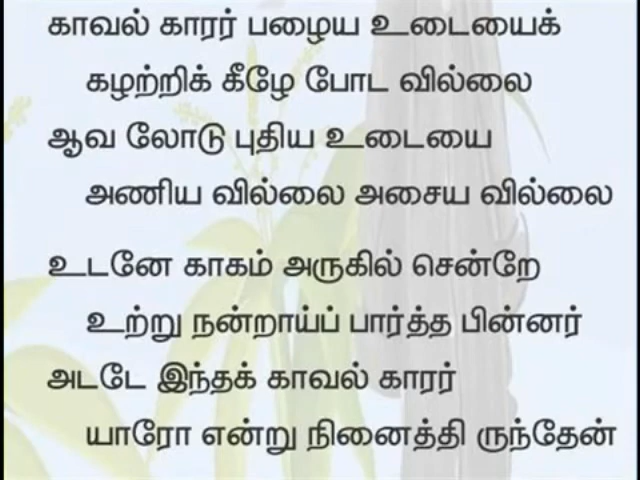 காவல் காரர் பழைய உடையைக்
கழற்றிக் கீழே போட வில்லை
ஆவ லோடு புதிய உடையை
அணிய வில்லை அசைய வில்லை
உடனே காகம் அருகில் சென்றே
உற்று நன்றாய்ப் பார்த்த பின்னர்
அடடே இந்தக் காவல் காரர்
யாரோ என்று நினைத்தி ருந்தேன்